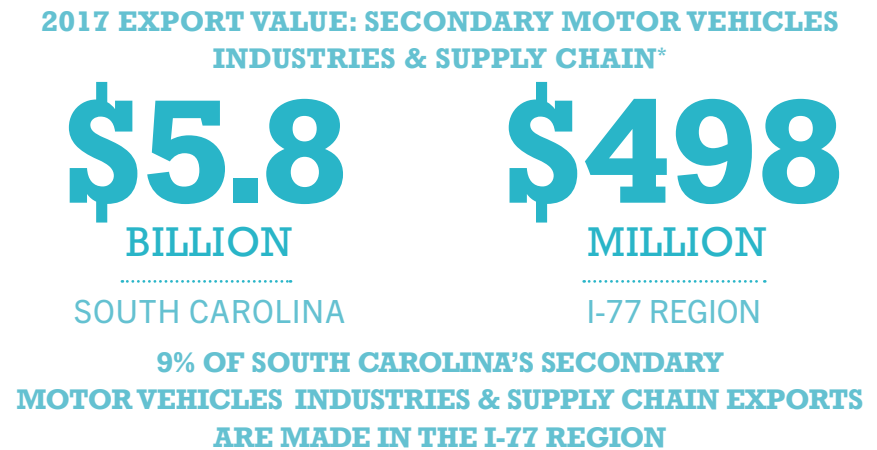 2017 EXPORT VALUE: SECONDARY MOTOR VEHICLES
INDUSTRIES & SUPPLY CHAIN*
$5.8
BILLION
SOUTH CAROLINA
$498
MILLION
I-77 REGION
9% OF SOUTH CAROLINA'S SECONDARY
MOTOR VEHICLES INDUSTRIES & SUPPLY CHAIN EXPORTS
ARE MADE IN THE I-77 REGION